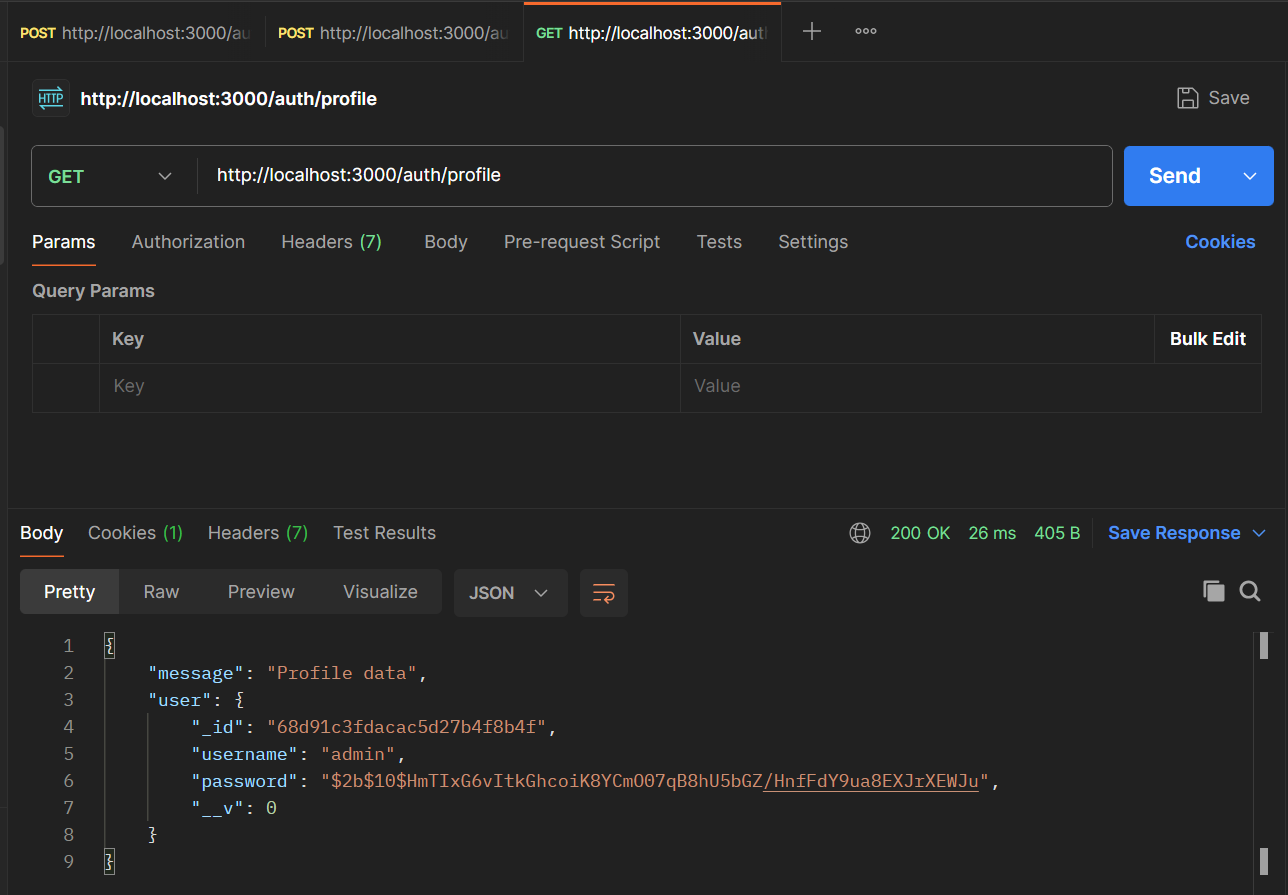 POST http://localhost:3000/au POST http://localhost:3000/au GET http://localhost:3000/aut
HTTP http://localhost:3000/auth/profile Save
GET http://localhost:3000/auth/profile Send
Params Authorization Headers (7) Body Pre-request Script Tests Settings Cookies
Query Params
Key Value Bulk Edit
Key Value
Body Cookies (1) Headers (7) Test Results 200 OK 26 ms 405 B Save Response
Pretty Raw Preview Visualize JSON
1 {
2 "message": "Profile data",
3 "user": {
4 "_id": "68d91c3fdacac5d27b4f8b4f",
5 "username": "admin",
6 "password": "$2b$10$HmTIxG6vItkGhcoiK8YCmO07qB8hU5bGZ/HnfFdY9ua8EXJrXEWJu",
7 "__v": 0
8 }
9 }